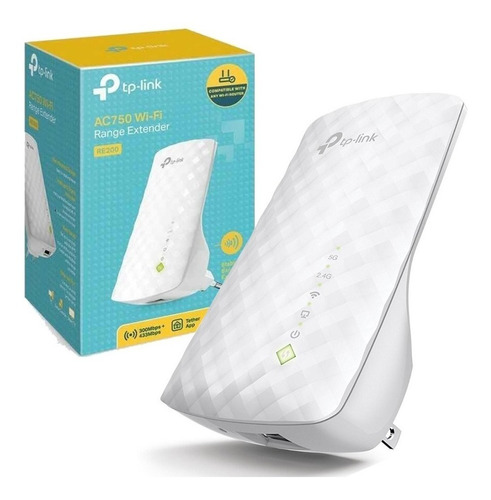 tp-link
AC750 Wi-Fi
Range Extender
RE200
COMPATIBLE WITH
ANY WI-FI ROUTER
300Mbps +
433Mbps
Tether
App
tp-link
5G
2.4G